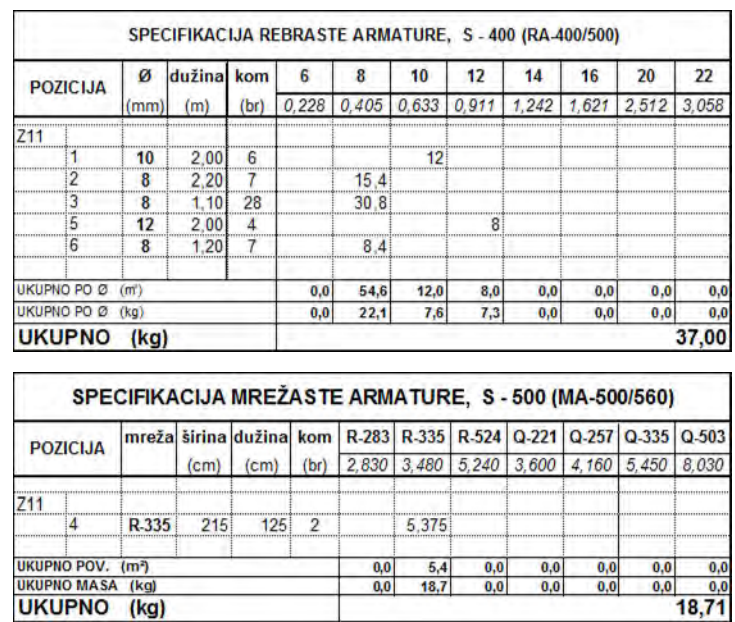 SPECIFIKACIJA REBRASTE ARMATURE, S - 400 (RA-400/500)
POZICIJA Ø dužina kom 6 8 10 12 14 16 20 22
(mm) (m) (br) 0,228 0,405 0,633 0,911 1,242 1,621 2,512 3,058
Z11
1 10 2,00 6 12
2 8 2,20 7 15,4
3 8 1,10 28 30,8
5 12 2,00 4 8
6 8 1,20 7 8,4
UKUPNO PO Ø (m') 0,0 54,6 12,0 8,0 0,0 0,0 0,0 0,0
UKUPNO PO Ø (kg) 0,0 22,1 7,6 7,3 0,0 0,0 0,0 0,0
UKUPNO (kg) 37,00
SPECIFIKACIJA MREŽASTE ARMATURE, S - 500 (MA-500/560)
POZICIJA mreža širina dužina kom R-283 R-335 R-524 Q-221 Q-257 Q-335 Q-503
(cm) (cm) (br) 2,830 3,480 5,240 3,600 4,160 5,450 8,030
Z11
4 R-335 215 125 2 5,375
UKUPNO POV. (m²) 0,0 5,4 0,0 0,0 0,0 0,0 0,0
UKUPNO MASA (kg) 0,0 18,7 0,0 0,0 0,0 0,0 0,0
UKUPNO (kg) 18,71